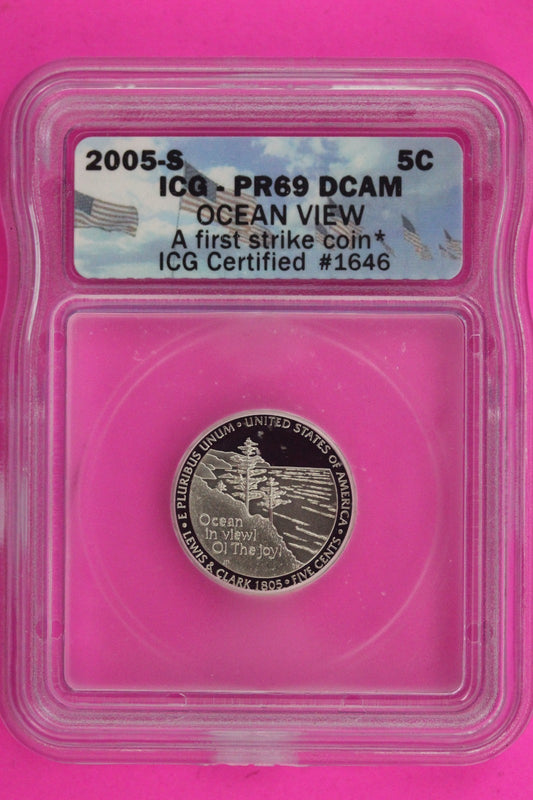 2005-S 5C
ICG - PR69 DCAM
OCEAN VIEW
A first strike coin*
ICG Certified #1646
E PLURIBUS UNUM • UNITED STATES OF AMERICA
Ocean
in view!
O! The joy!
LEWIS & CLARK 1805 • FIVE CENTS